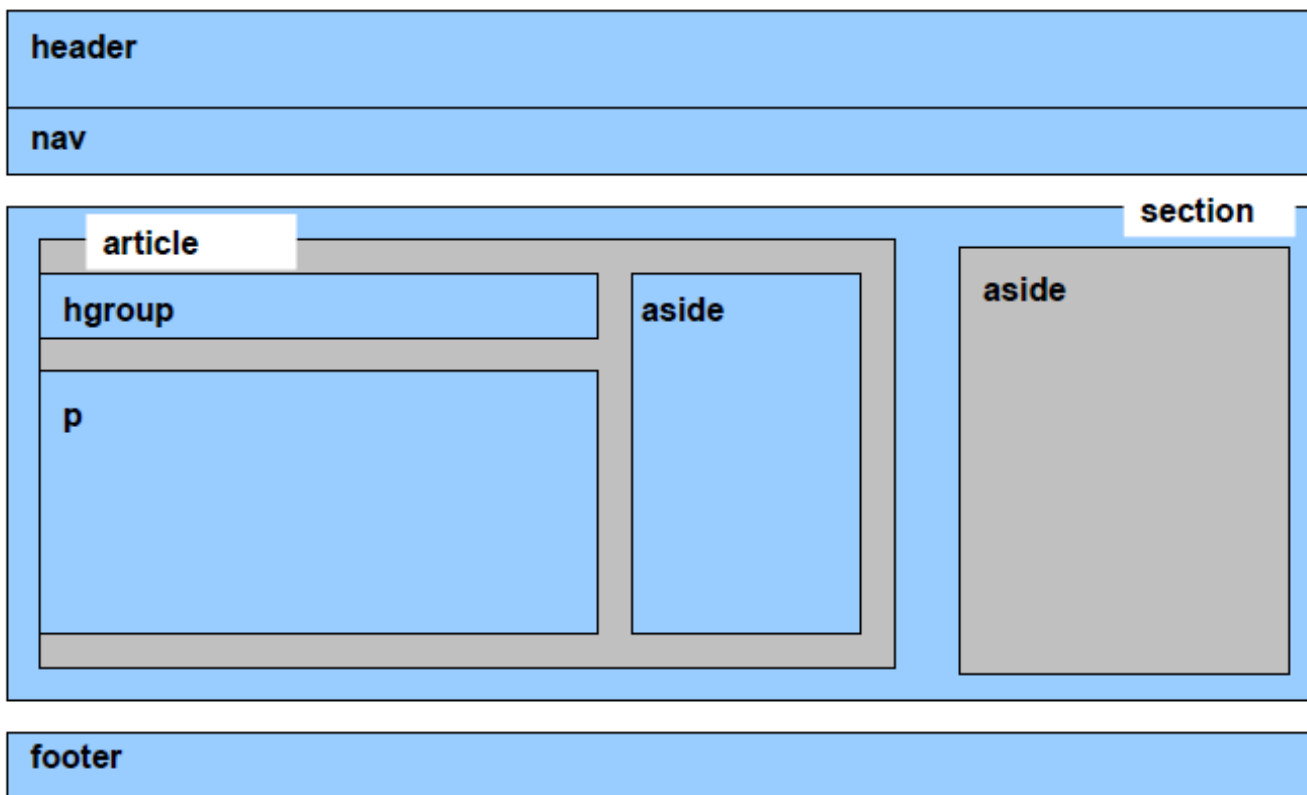 header
nav
section
article
hgroup
aside
aside
p
footer